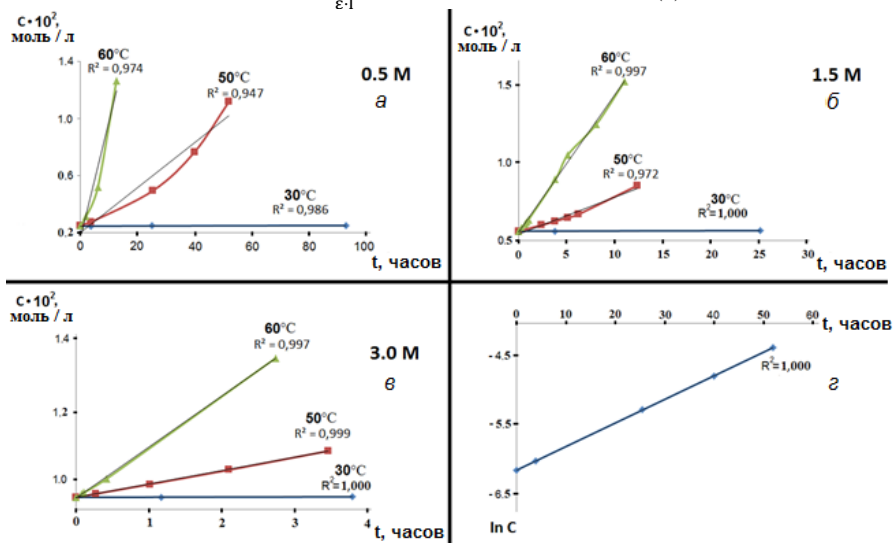 ε·l
C•10²,
моль / л
1.4
1.0
0.6
0.2
60°C
R² = 0,974
50°C
R² = 0,947
0.5 M
а
30°C
R² = 0,986
0
20
40
60
80
100
t, часов
C•10²,
моль / л
1.5
1.0
0.5
60°C
R² = 0,997
1.5 M
б
50°C
R² = 0,972
30°C
R²=1,000
0
5
10
15
20
25
30
t, часов
C•10²,
моль / л
1.4
1.2
1.0
60°C
R² = 0,997
3.0 M
в
50°C
R² = 0,999
30°C
R²=1,000
0
1
2
3
4
t, часов
0
10
20
30
40
50
60
t, часов
-4.5
-5.5
-6.5
R²=1,000
г
ln C